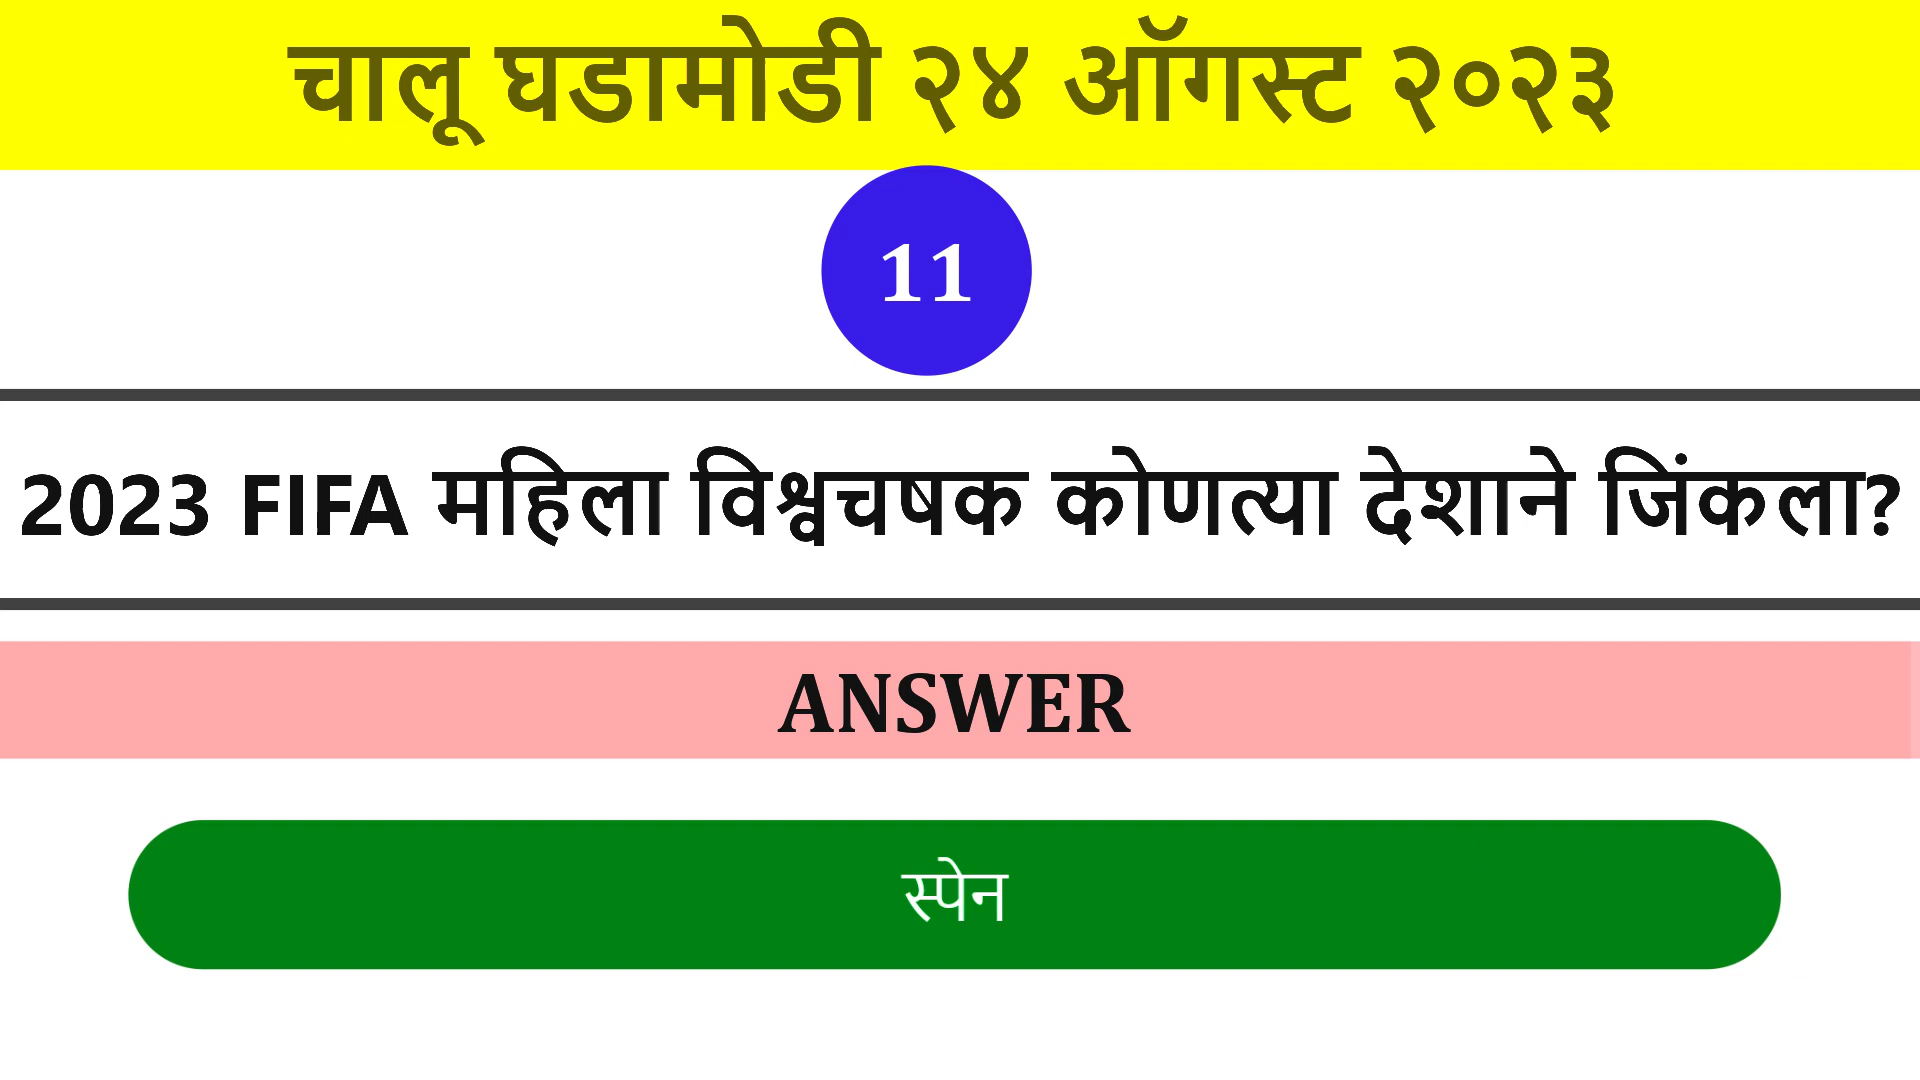 चालू घडामोडी २४ ऑगस्ट २०२३
11
2023 FIFA महिला विश्वचषक कोणत्या देशाने जिंकला?
ANSWER
स्पेन